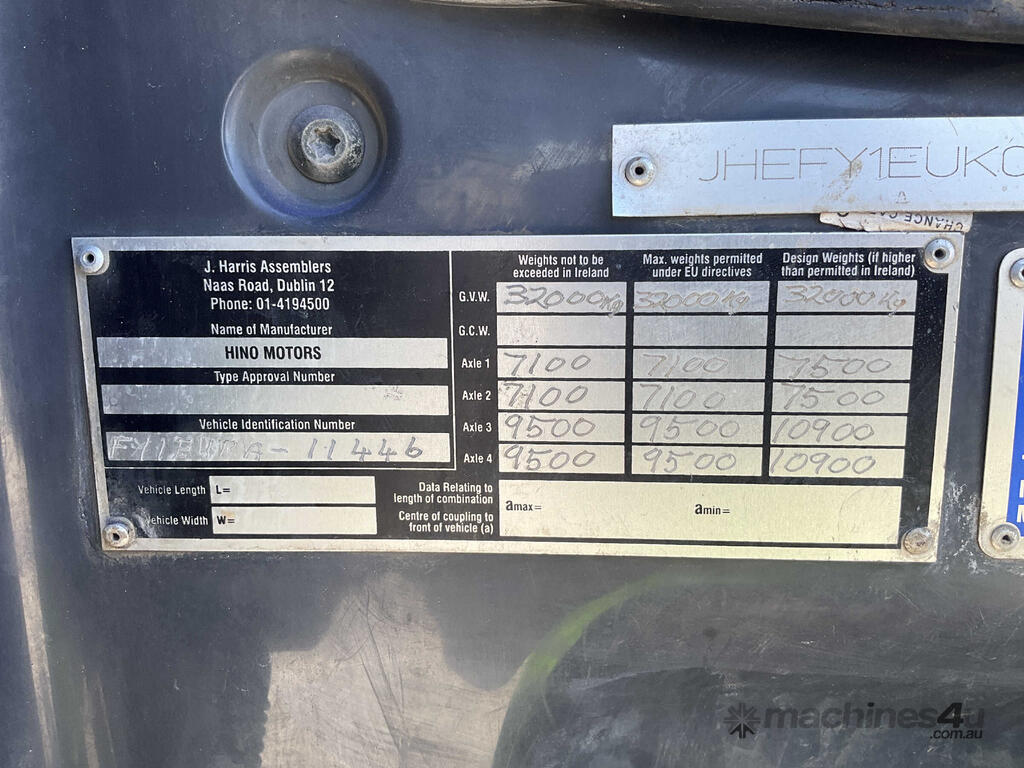 JHEFY1EUK
CHANGE
J. Harris Assemblers
Naas Road, Dublin 12
Phone: 01-4194500
Name of Manufacturer
HINO MOTORS
Type Approval Number
Vehicle Identification Number
FY1EUKA-11446
Vehicle Length L=
Vehicle Width W=
Weights not to be exceeded in Ireland
Max. weights permitted under EU directives
Design Weights (if higher than permitted in Ireland)
G.V.W. 32000Kg 32000Kg 32000Kg
G.C.W.
Axle 1 7100 7100 7500
Axle 2 7100 7100 7500
Axle 3 9500 9500 10900
Axle 4 9500 9500 10900
Data Relating to length of combination
Centre of coupling to front of vehicle (a)
amax= amin=
machines4u
.com.au